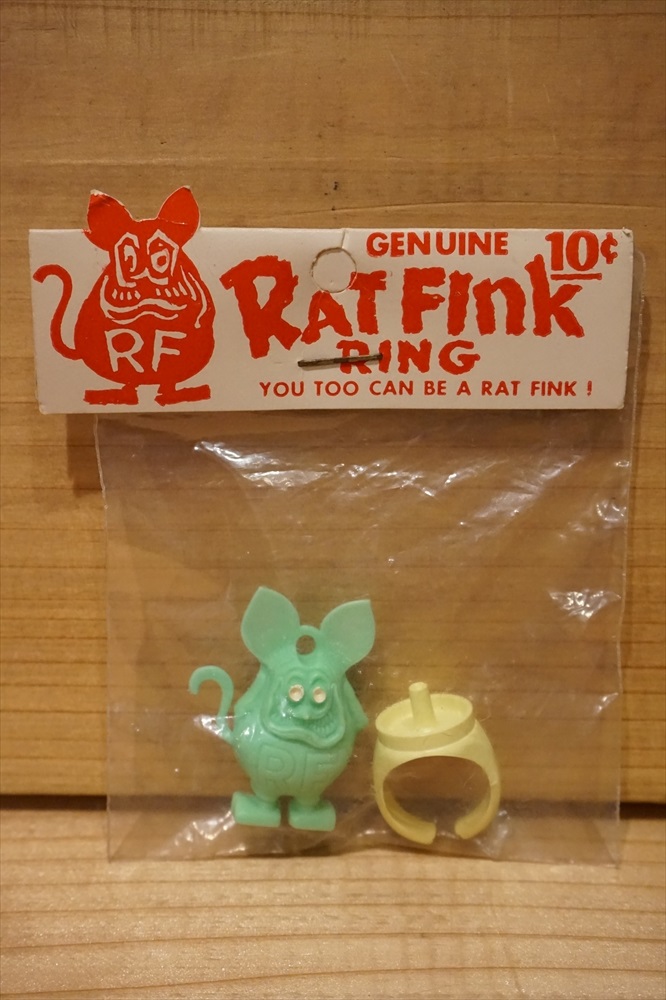 GENUINE 10¢
RAT FINK
RING
YOU TOO CAN BE A RAT FINK !
RF
RF